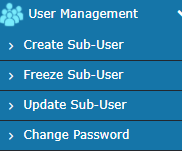 User Management
Create Sub-User
Freeze Sub-User
Update Sub-User
Change Password